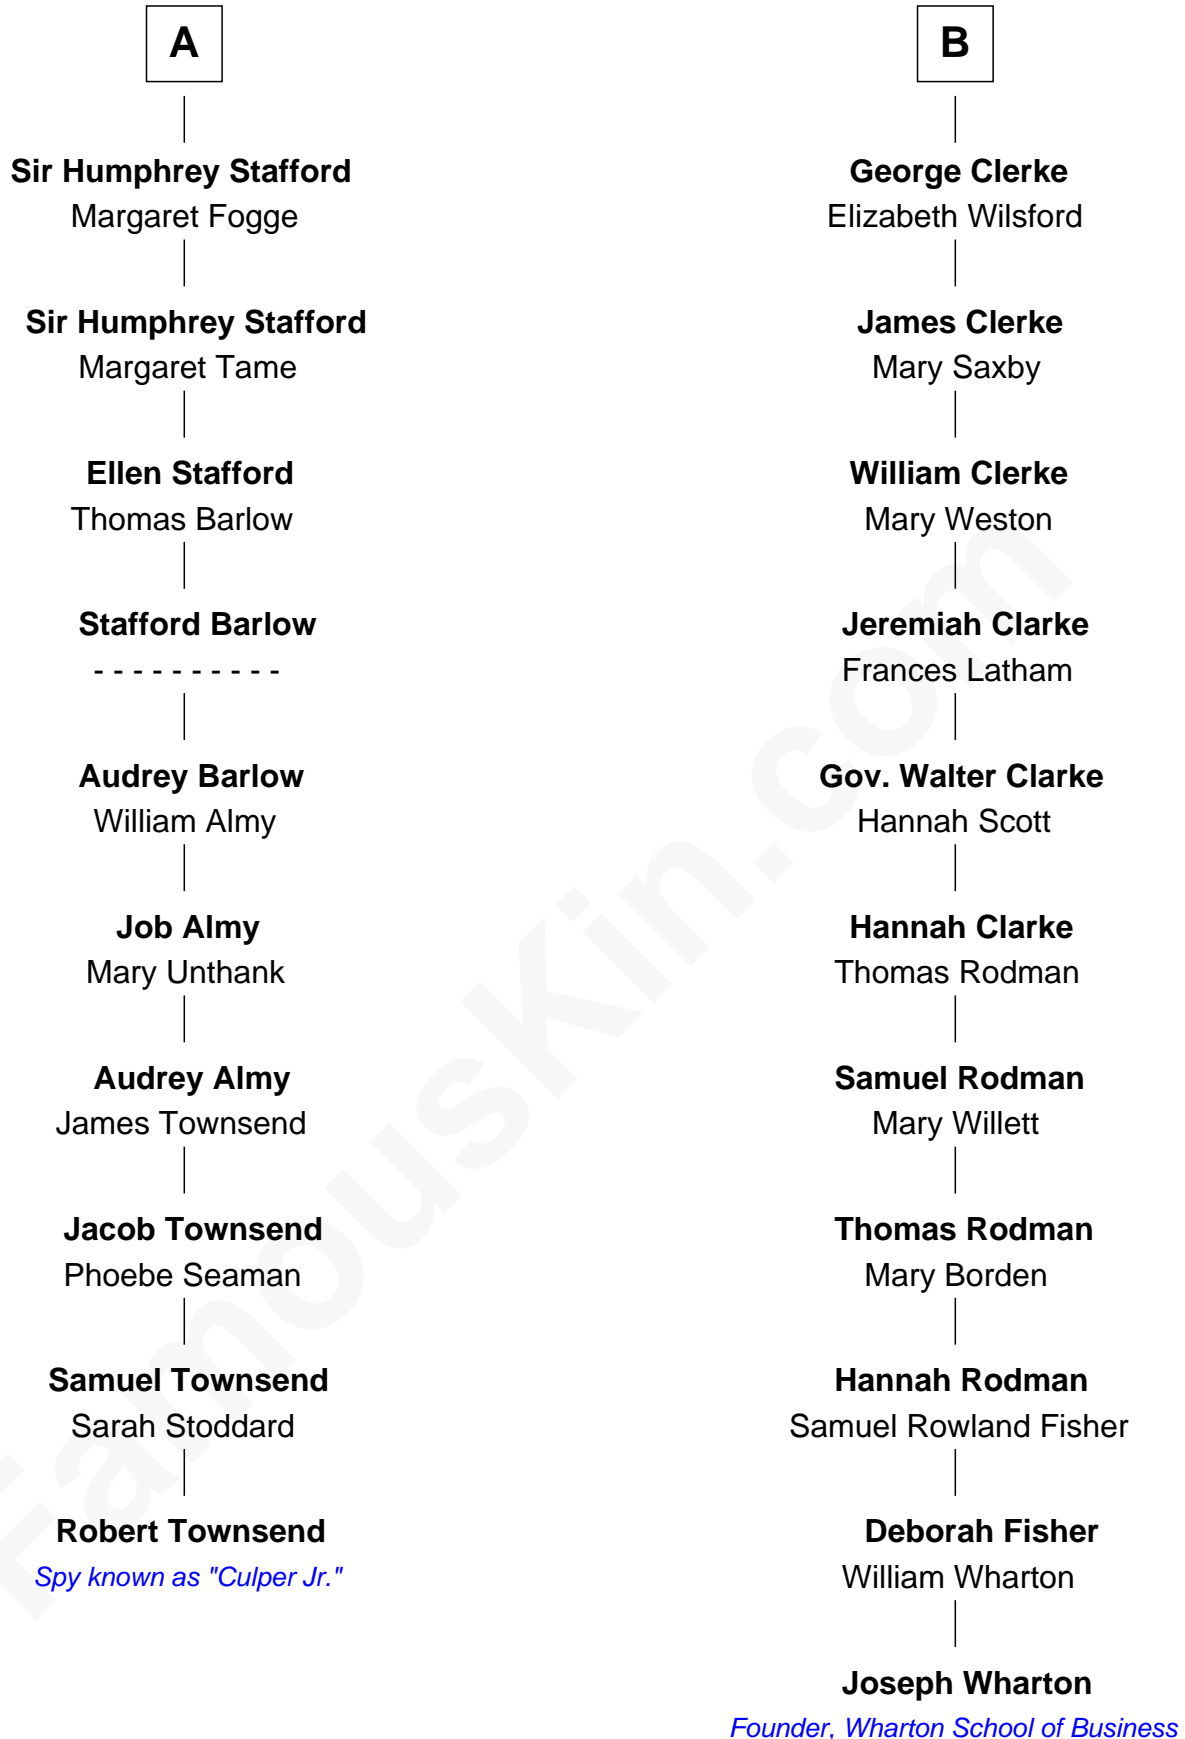 A
Sir Humphrey Stafford
Margaret Fogge
Sir Humphrey Stafford
Margaret Tame
Ellen Stafford
Thomas Barlow
Stafford Barlow
- - - - - - - - - -
Audrey Barlow
William Almy
Job Almy
Mary Unthank
Audrey Almy
James Townsend
Jacob Townsend
Phoebe Seaman
Samuel Townsend
Sarah Stoddard
Robert Townsend
Spy known as "Culper Jr."
B
George Clerke
Elizabeth Wilsford
James Clerke
Mary Saxby
William Clerke
Mary Weston
Jeremiah Clarke
Frances Latham
Gov. Walter Clarke
Hannah Scott
Hannah Clarke
Thomas Rodman
Samuel Rodman
Mary Willett
Thomas Rodman
Mary Borden
Hannah Rodman
Samuel Rowland Fisher
Deborah Fisher
William Wharton
Joseph Wharton
Founder, Wharton School of Business
FamousKin.com